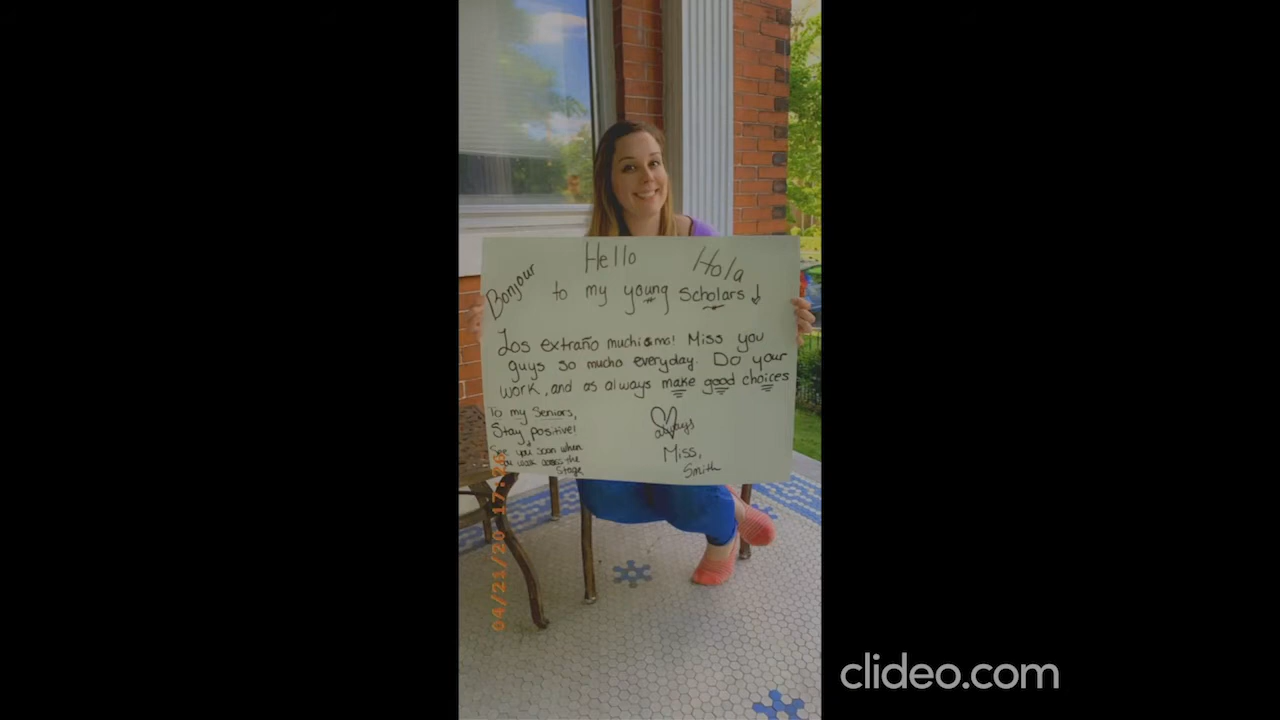 Hello Hola
Bonjour
to my young Scholars!
Los extraño muchisimo! Miss you
guys so mucho everyday. Do your
work, and as always make good choices
To my Seniors,
Stay positive!
See you soon when
you walk across the
Stage
always
Miss,
Smith
04/21/20 17:26
clideo.com